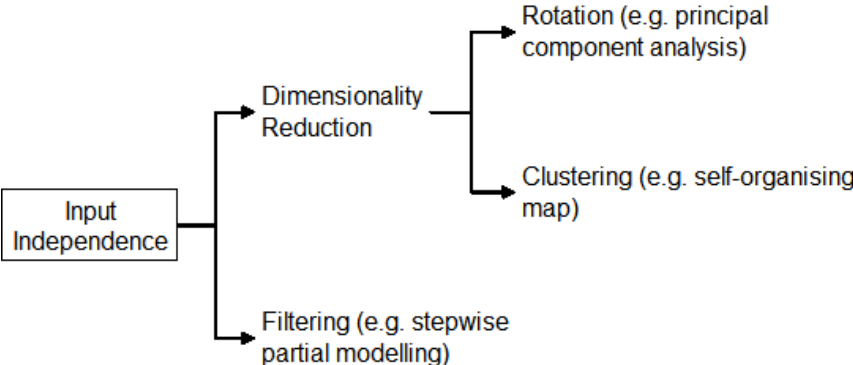 Rotation (e.g. principal
component analysis)
Dimensionality
Reduction
Clustering (e.g. self-organising
map)
Input
Independence
Filtering (e.g. stepwise
partial modelling)